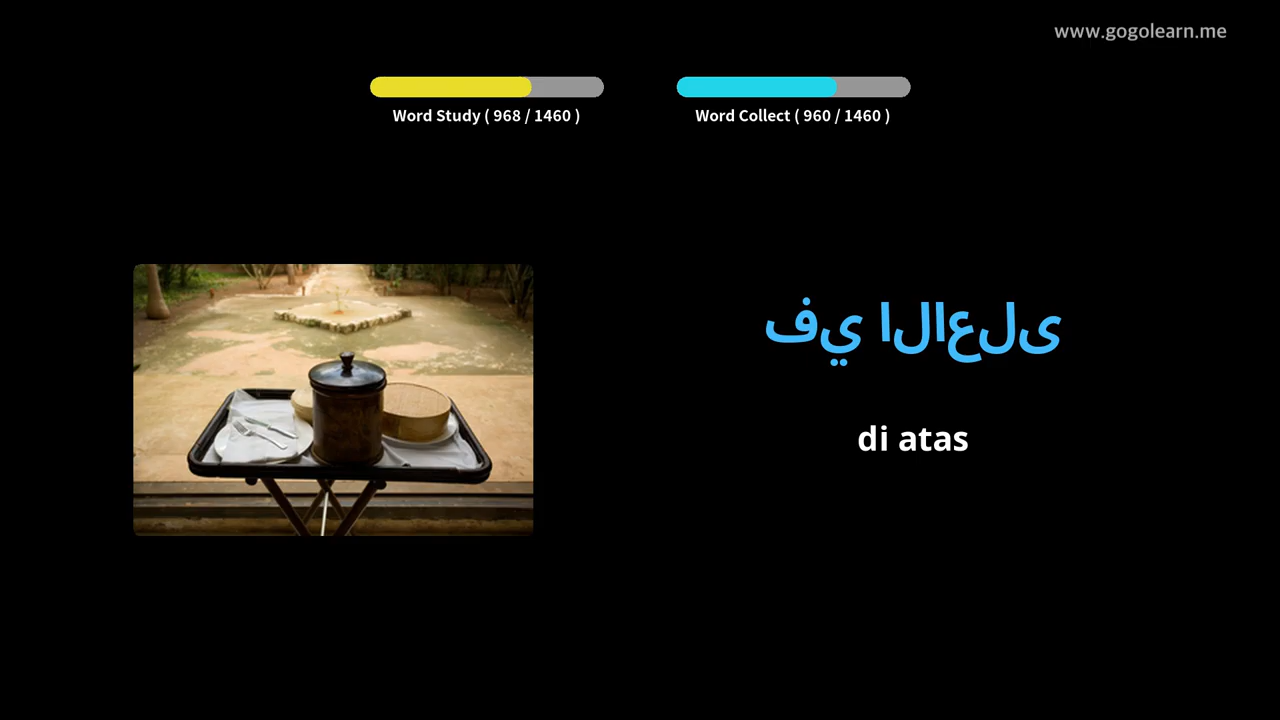 www.gogolearn.me
Word Study ( 968 / 1460 )
Word Collect ( 960 / 1460 )
في الاعلى
di atas